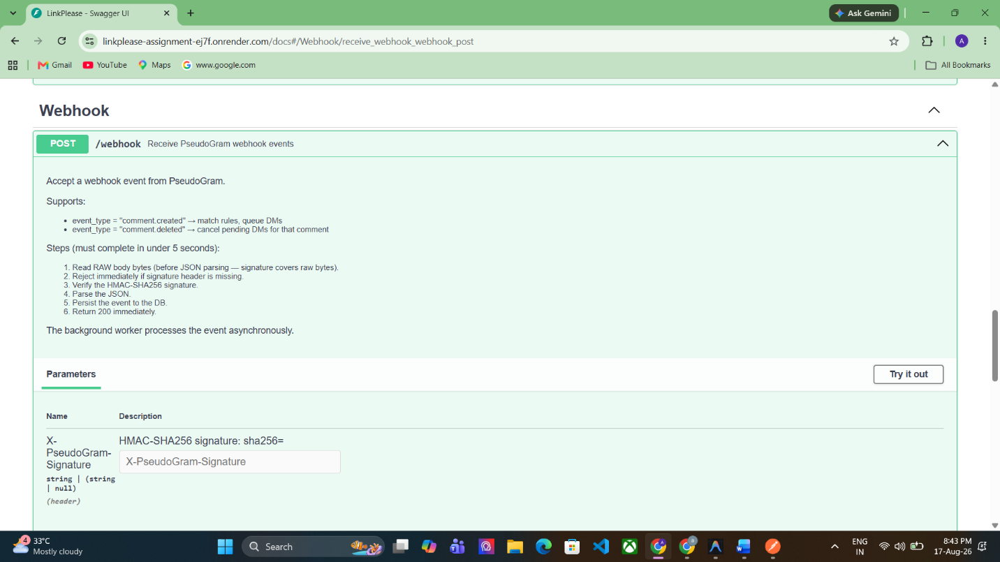 LinkPlease - Swagger UI
Ask Gemini
linkplease-assignment-ej7f.onrender.com/docs#/Webhook/receive_webhook_webhook_post
A
Gmail
YouTube
Maps
www.google.com
All Bookmarks
Webhook
POST
/webhook Receive PseudoGram webhook events
Accept a webhook event from PseudoGram.
Supports:
• event_type = "comment.created" → match rules, queue DMs
• event_type = "comment.deleted" → cancel pending DMs for that comment
Steps (must complete in under 5 seconds):
1. Read RAW body bytes (before JSON parsing — signature covers raw bytes).
2. Reject immediately if signature header is missing.
3. Verify the HMAC-SHA256 signature.
4. Parse the JSON.
5. Persist the event to the DB.
6. Return 200 immediately.
The background worker processes the event asynchronously.
Parameters
Try it out
Name Description
X-
PseudoGram-
Signature
string | (string
| null)
(header)
HMAC-SHA256 signature: sha256=
X-PseudoGram-Signature
4
33°C
Mostly cloudy
Search
ENG
IN
8:43 PM
17-Aug-26